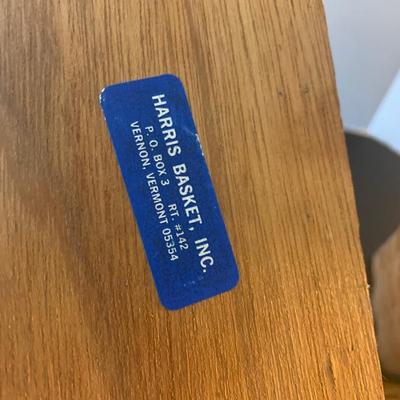 HARRIS BASKET, INC.
P. O. BOX 3 RT. #142
VERNON, VERMONT 05354